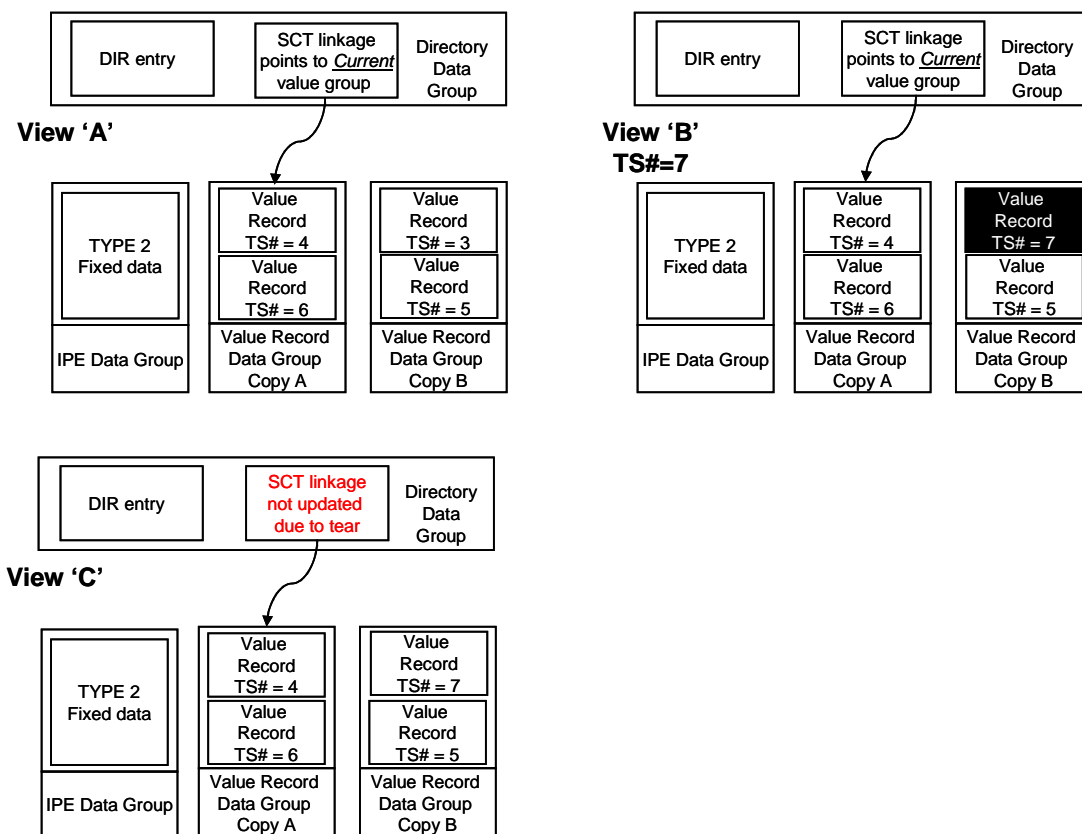 DIR entry
SCT linkage
points to Current
value group
Directory
Data
Group
View ‘A’
TYPE 2
Fixed data
IPE Data Group
Value
Record
TS# = 4
Value
Record
TS# = 6
Value Record
Data Group
Copy A
Value
Record
TS# = 3
Value
Record
TS# = 5
Value Record
Data Group
Copy B
DIR entry
SCT linkage
points to Current
value group
Directory
Data
Group
View ‘B’
TS#=7
TYPE 2
Fixed data
IPE Data Group
Value
Record
TS# = 4
Value
Record
TS# = 6
Value Record
Data Group
Copy A
Value
Record
TS# = 7
Value
Record
TS# = 5
Value Record
Data Group
Copy B
DIR entry
SCT linkage
not updated
due to tear
Directory
Data
Group
View ‘C’
TYPE 2
Fixed data
IPE Data Group
Value
Record
TS# = 4
Value
Record
TS# = 6
Value Record
Data Group
Copy A
Value
Record
TS# = 7
Value
Record
TS# = 5
Value Record
Data Group
Copy B